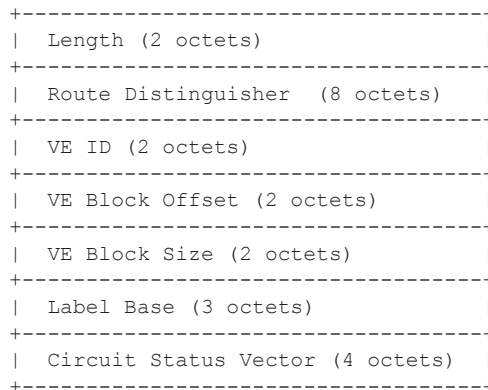 +------------------------------------
| Length (2 octets) |
+------------------------------------
| Route Distinguisher  (8 octets) |
+------------------------------------
| VE ID (2 octets) |
+------------------------------------
| VE Block Offset (2 octets) |
+------------------------------------
| VE Block Size (2 octets) |
+------------------------------------
| Label Base (3 octets) |
+------------------------------------
| Circuit Status Vector (4 octets) |
+------------------------------------